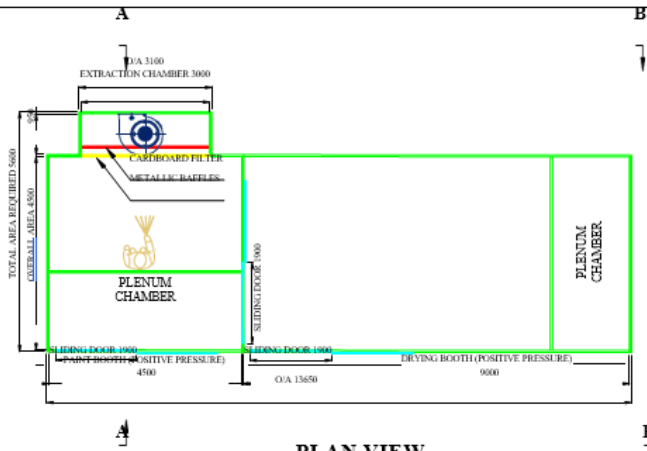 A B
O/A 3100
EXTRACTION CHAMBER 3000
950
CARDBOARD FILTER
METALLIC BAFFLES
TOTAL AREA REQUIRED 5600
OVERALL AREA 4500
PLENUM
CHAMBER
SLIDING DOOR 1900
PLENUM
CHAMBER
SLIDING DOOR 1900
SLIDING DOOR 1900
PAINT BOOTH (POSITIVE PRESSURE)
DRYING BOOTH (POSITIVE PRESSURE)
4500
9000
O/A 13650
A
PLAN VIEW